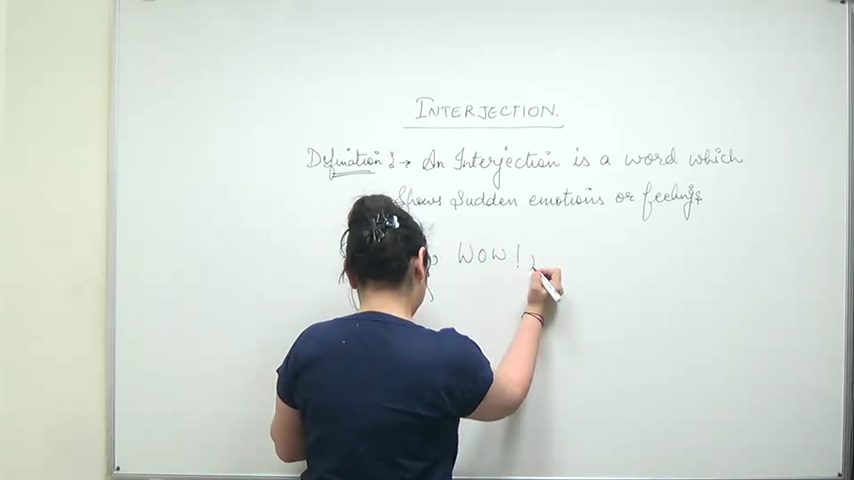 INTERJECTION.
Defination :→ An Interjection is a word which
Shows Sudden emotions or feelings
WOW! ,